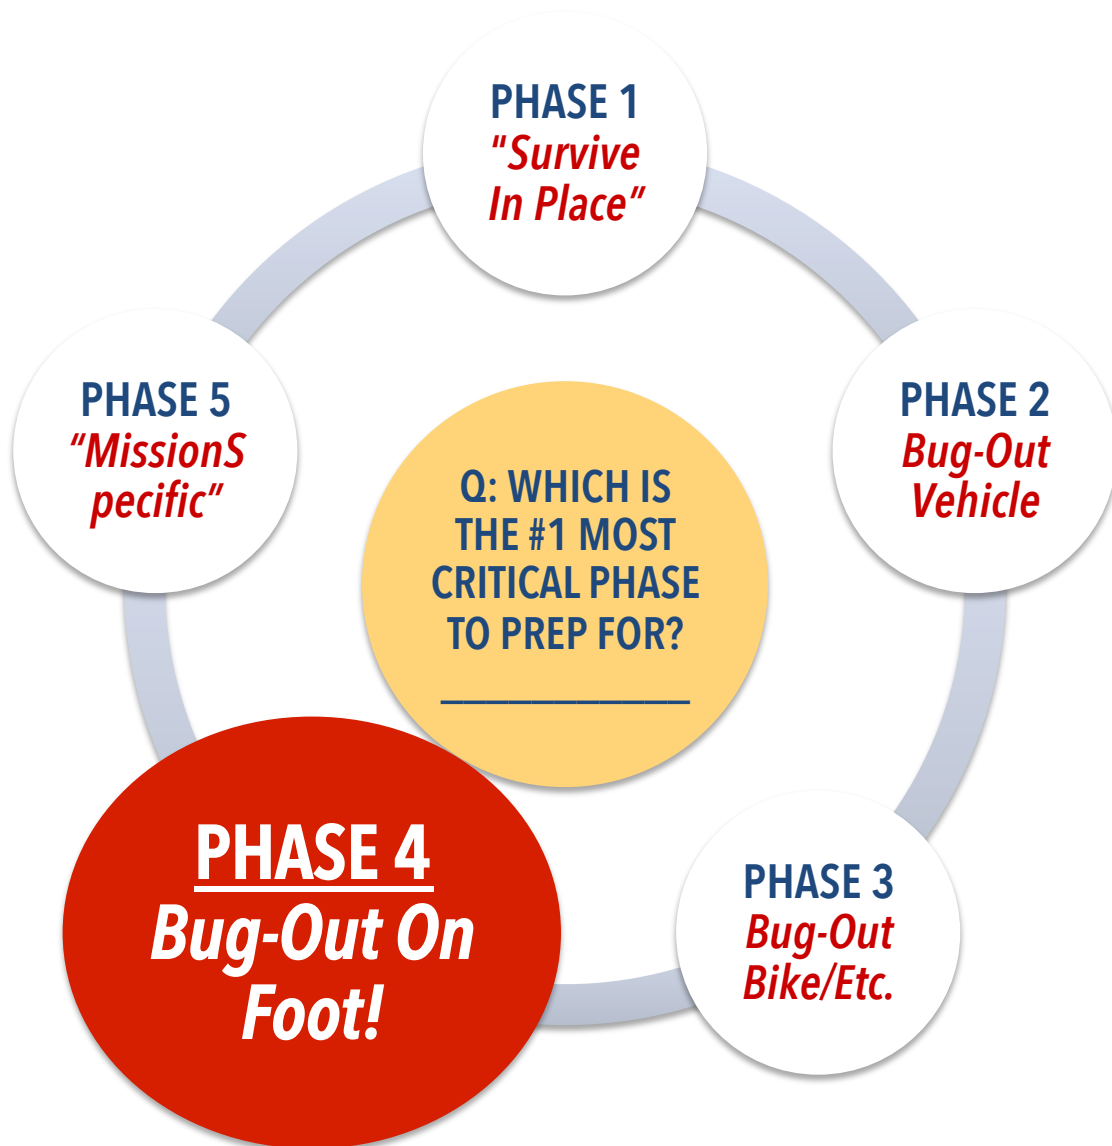 PHASE 1
"Survive
In Place"
PHASE 2
Bug-Out
Vehicle
PHASE 3
Bug-Out
Bike/Etc.
PHASE 4
Bug-Out On
Foot!
PHASE 5
"MissionS
pecific"
Q: WHICH IS
THE #1 MOST
CRITICAL PHASE
TO PREP FOR?
___________